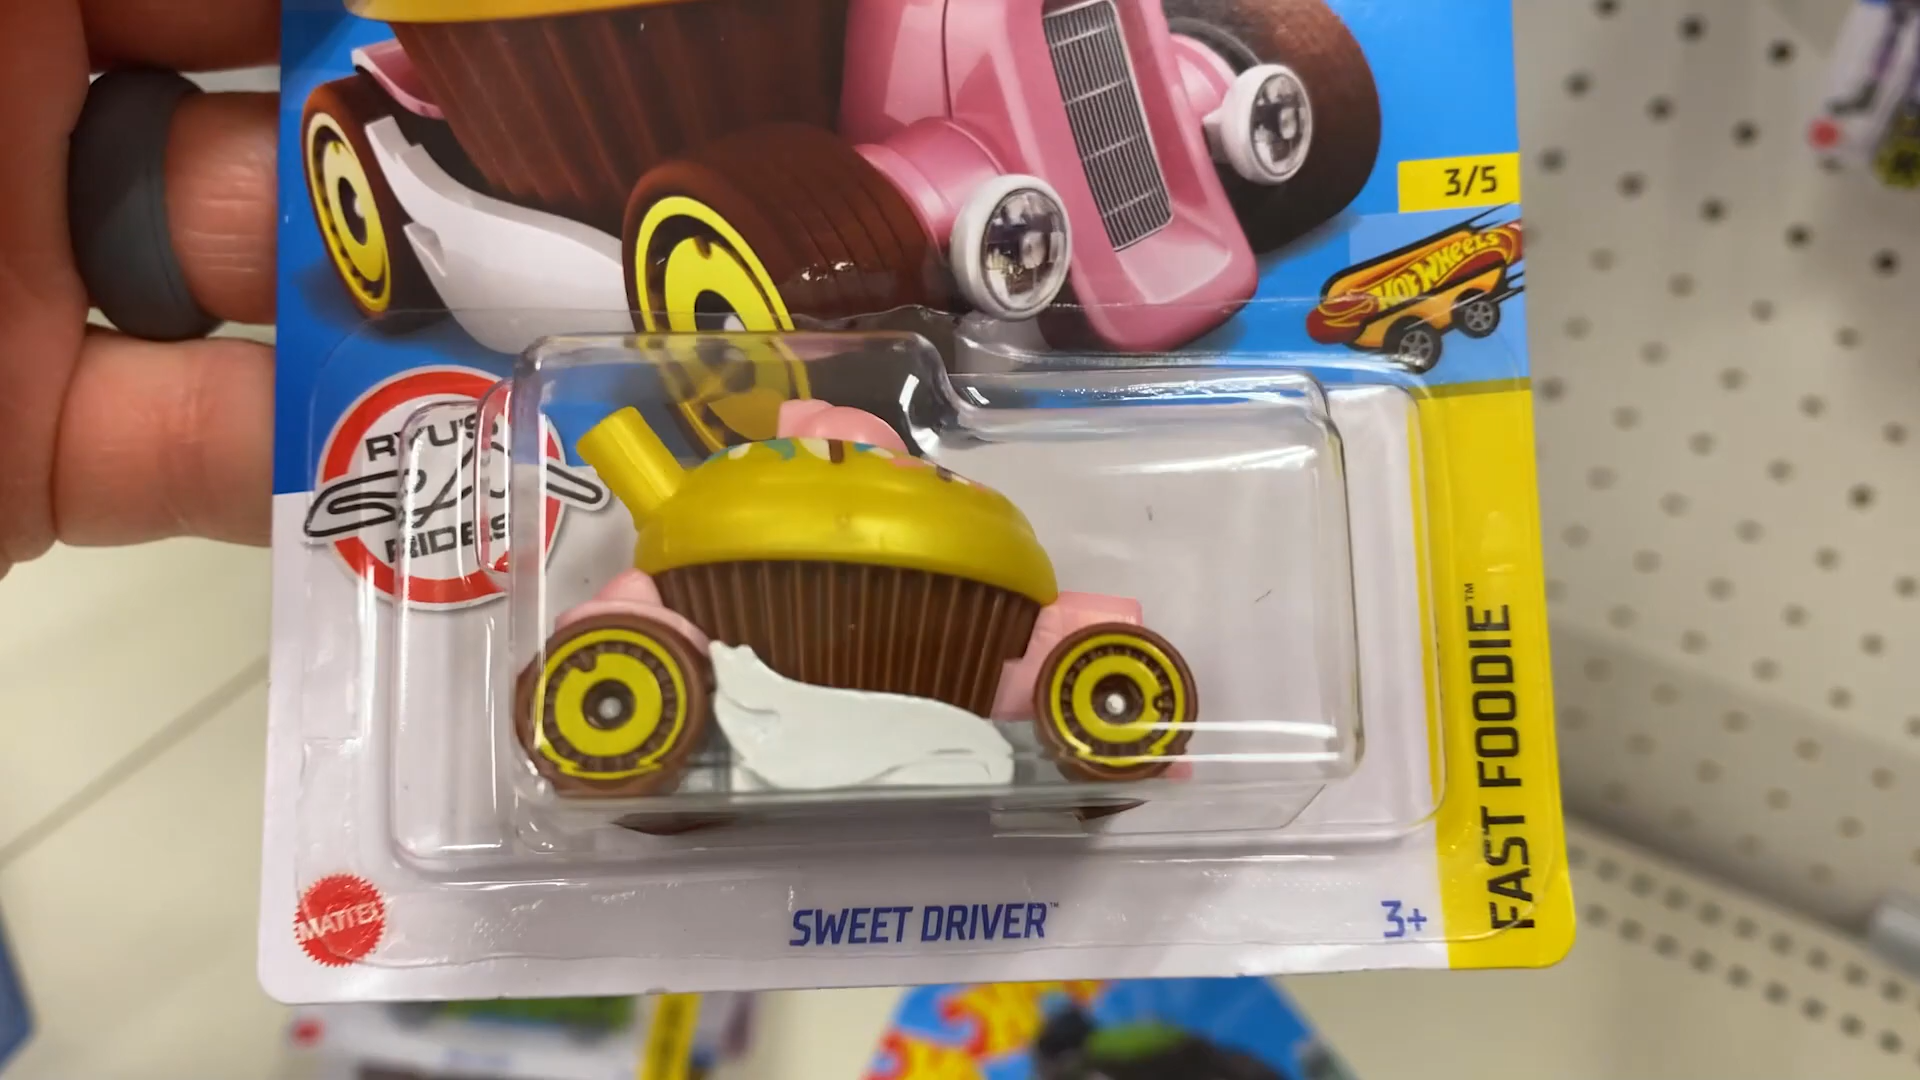 3/5
Hot Wheels
RYU'S
RIDES
FAST FOODIE™
MATTEL
SWEET DRIVER™
3+